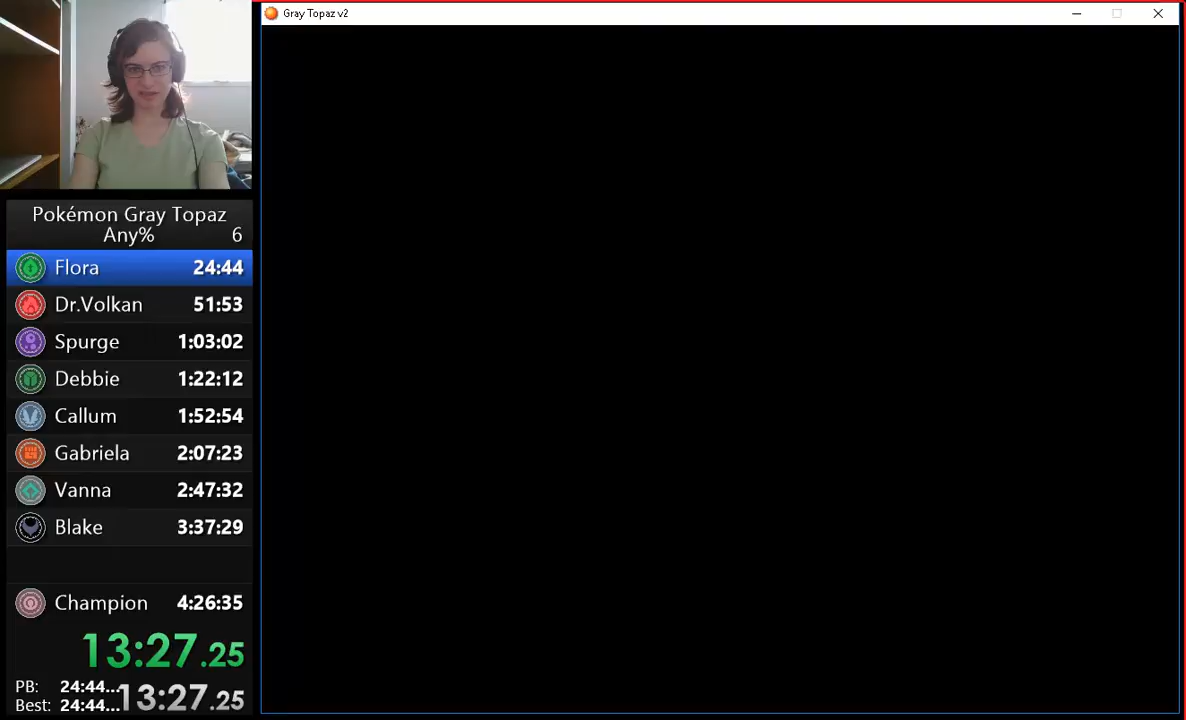 Gray Topaz v2
Pokémon Gray Topaz
Any% 6
Flora 24:44
Dr.Volkan 51:53
Spurge 1:03:02
Debbie 1:22:12
Callum 1:52:54
Gabriela 2:07:23
Vanna 2:47:32
Blake 3:37:29
Champion 4:26:35
13:27.25
PB: 24:44... 13:27.25
Best: 24:44...